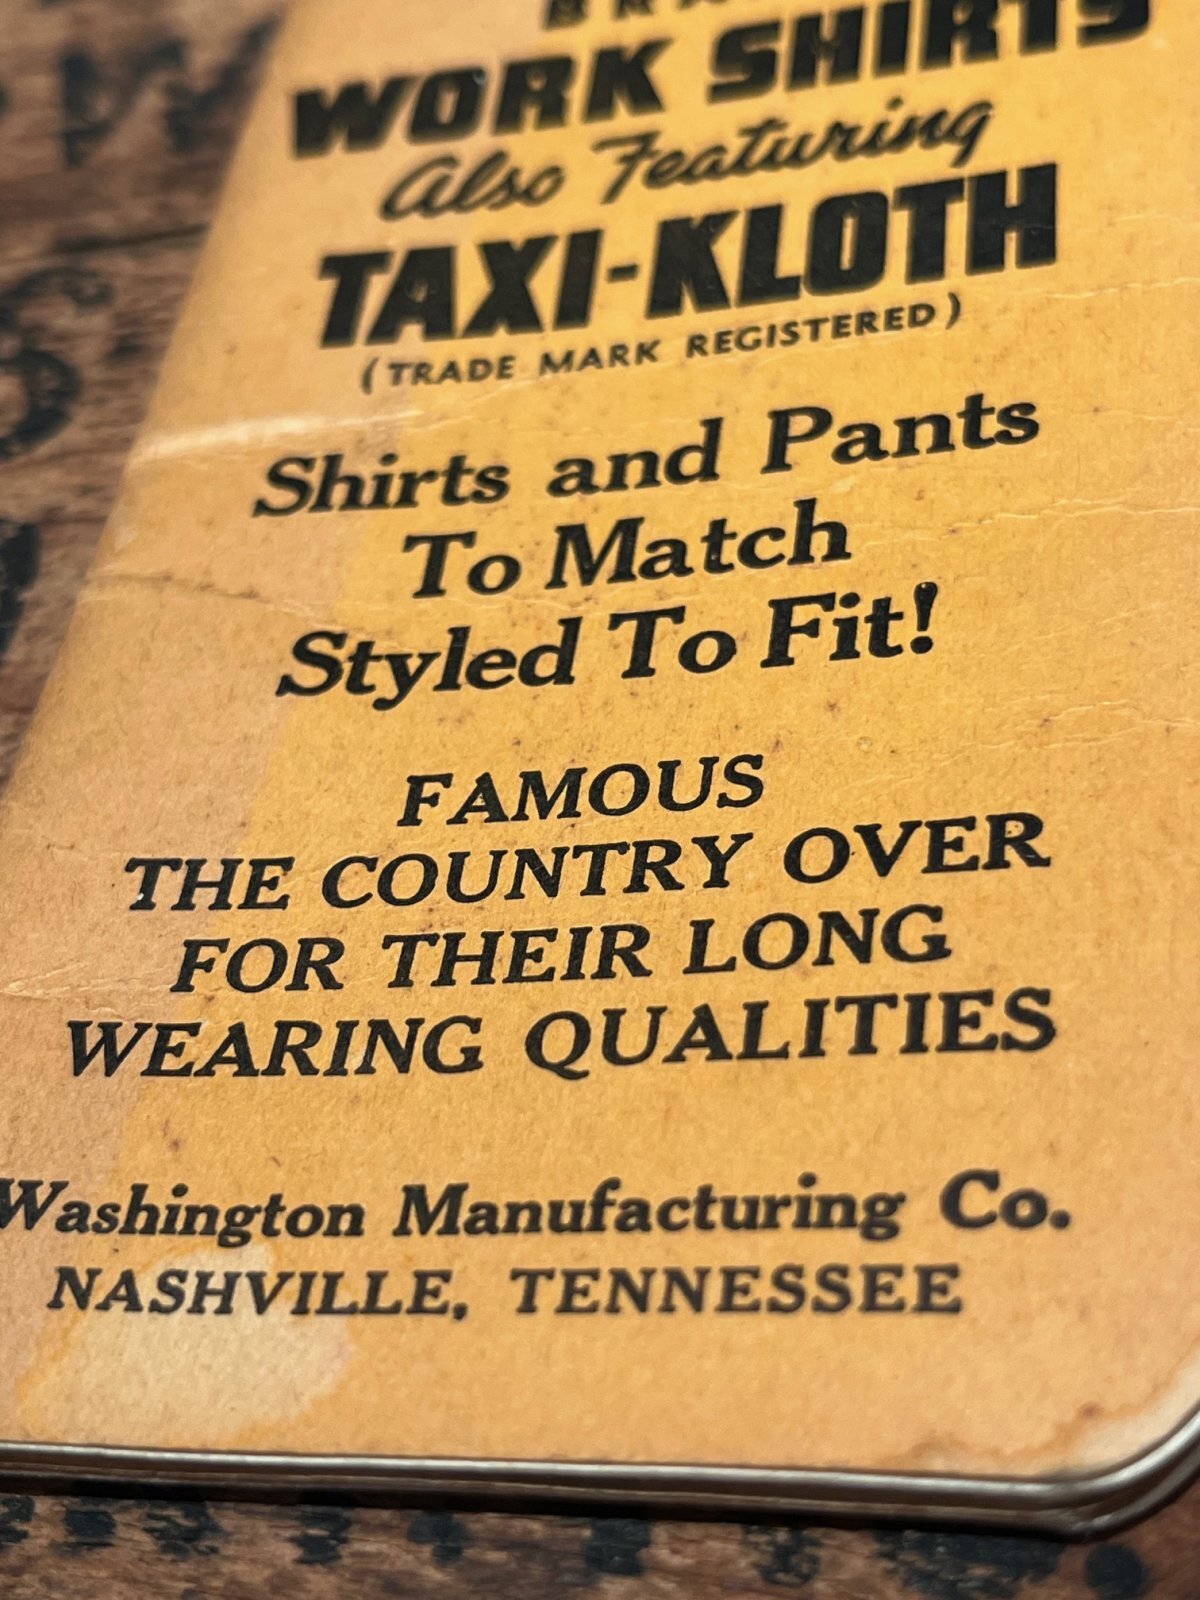 WORK SHIRTS
Also Featuring
TAXI-KLOTH
(TRADE MARK REGISTERED)
Shirts and Pants
To Match
Styled To Fit!
FAMOUS
THE COUNTRY OVER
FOR THEIR LONG
WEARING QUALITIES
Washington Manufacturing Co.
NASHVILLE, TENNESSEE